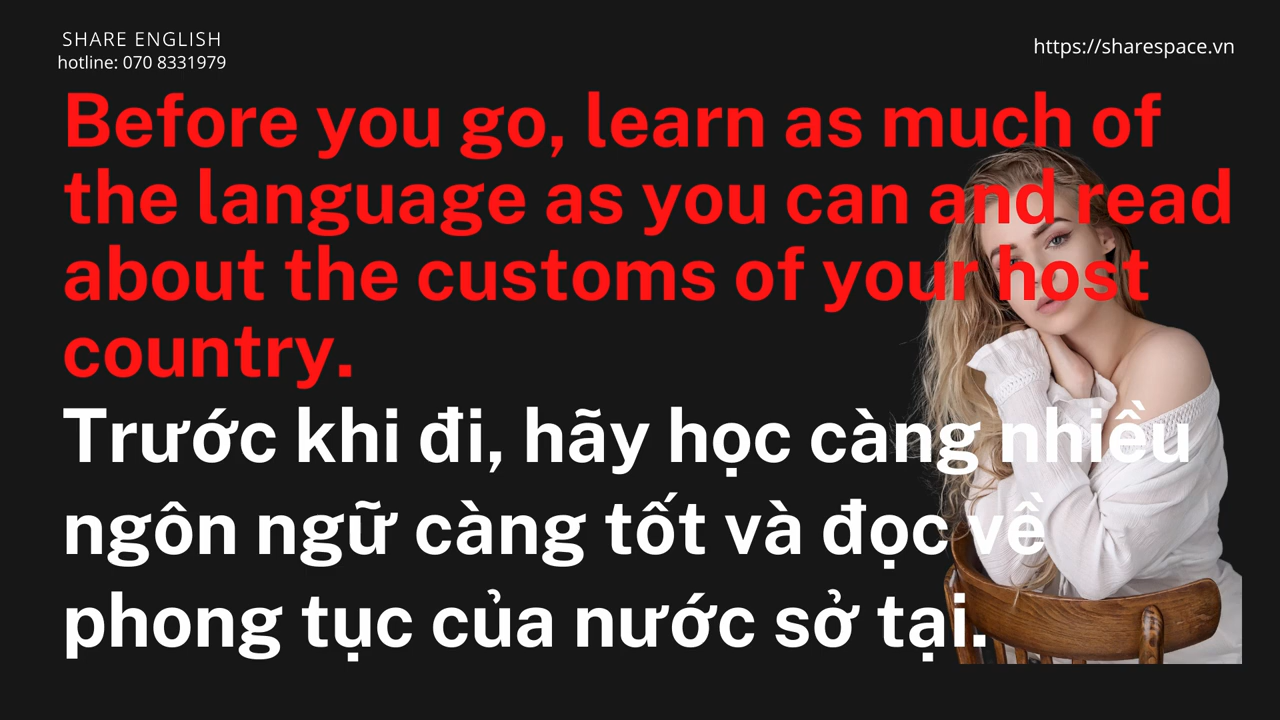 SHARE ENGLISH
hotline: 070 8331979
https://sharespace.vn
Before you go, learn as much of
the language as you can and read
about the customs of your host
country.
Trước khi đi, hãy học càng nhiều
ngôn ngữ càng tốt và đọc về
phong tục của nước sở tại.